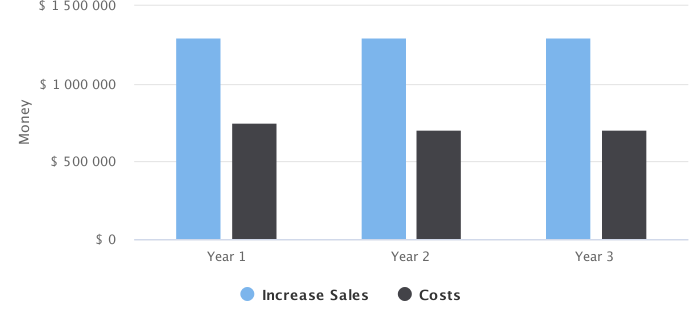 $ 1 500 000
$ 1 000 000
$ 500 000
$ 0
Money
Year 1 Year 2 Year 3
Increase Sales Costs